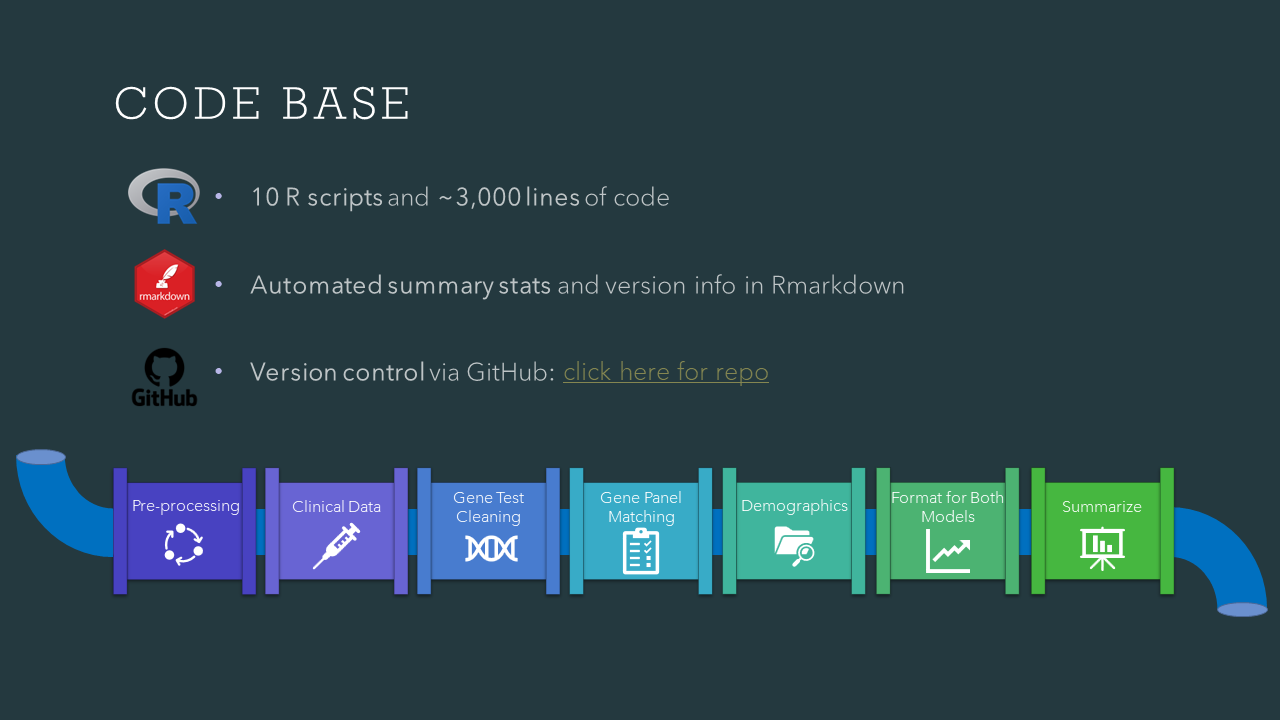 CODE BASE
• 10 R scripts and ~3,000 lines of code
rmarkdown
• Automated summary stats and version info in Rmarkdown
GitHub
• Version control via GitHub: click here for repo
Pre-processing
Clinical Data
Gene Test
Cleaning
Gene Panel
Matching
Demographics
Format for Both
Models
Summarize